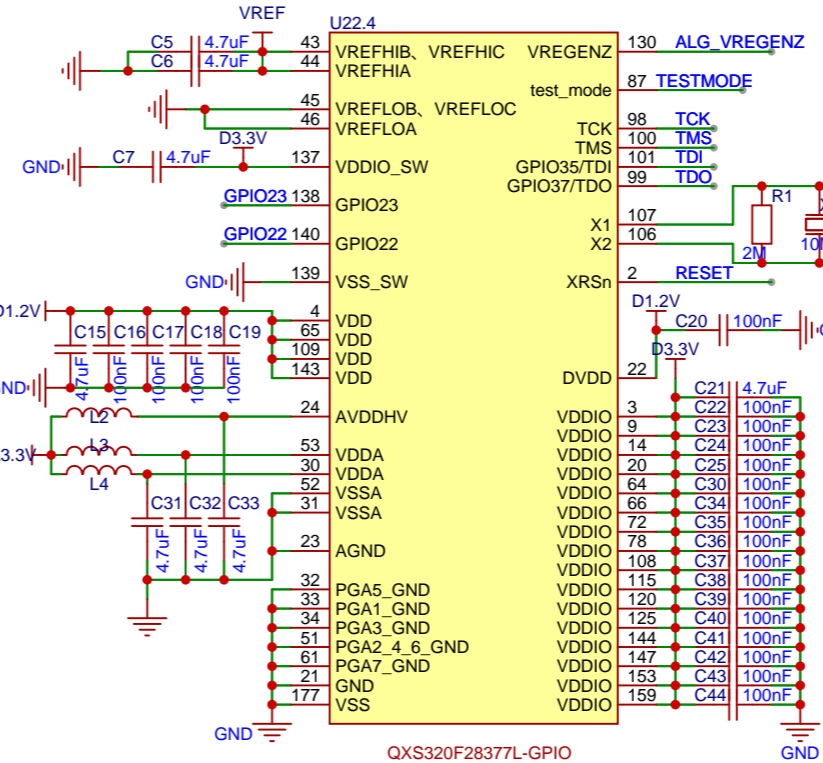 VREF
U22.4
C5 4.7uF 43 VREFHIB、VREFHIC VREGENZ 130 ALG_VREGENZ
C6 4.7uF 44 VREFHIA
test_mode 87 TESTMODE
45 VREFLOB、VREFLOC
46 VREFLOA TCK 98 TCK
D3.3V
TMS 100 TMS
GND C7 4.7uF 137 VDDIO_SW GPIO35/TDI 101 TDI
GPIO37/TDO 99 TDO
GPIO23 138 GPIO23 R1
X1 107
GPIO22 140 GPIO22 X2 106 2M
GND 139 VSS_SW XRSn 2 RESET
D1.2V
4 VDD C20 100nF
C15 C16 C17 C18 C19 65 VDD
D3.3V
109 VDD
4.7uF 100nF 100nF 100nF 100nF 143 VDD DVDD 22
C21 4.7uF
L2 24 AVDDHV VDDIO 3 C22 100nF
VDDIO 9 C23 100nF
L3 53 VDDA VDDIO 14 C24 100nF
L4 30 VDDA VDDIO 20 C25 100nF
52 VSSA VDDIO 64 C30 100nF
C31 C32 C33 31 VSSA VDDIO 66 C34 100nF
VDDIO 72 C35 100nF
4.7uF 4.7uF 4.7uF 23 AGND VDDIO 78 C36 100nF
VDDIO 108 C37 100nF
32 PGA5_GND VDDIO 115 C38 100nF
33 PGA1_GND VDDIO 120 C39 100nF
34 PGA3_GND VDDIO 125 C40 100nF
51 PGA2_4_6_GND VDDIO 144 C41 100nF
61 PGA7_GND VDDIO 147 C42 100nF
21 GND VDDIO 153 C43 100nF
177 VSS VDDIO 159 C44 100nF
GND
QXS320F28377L-GPIO
GND